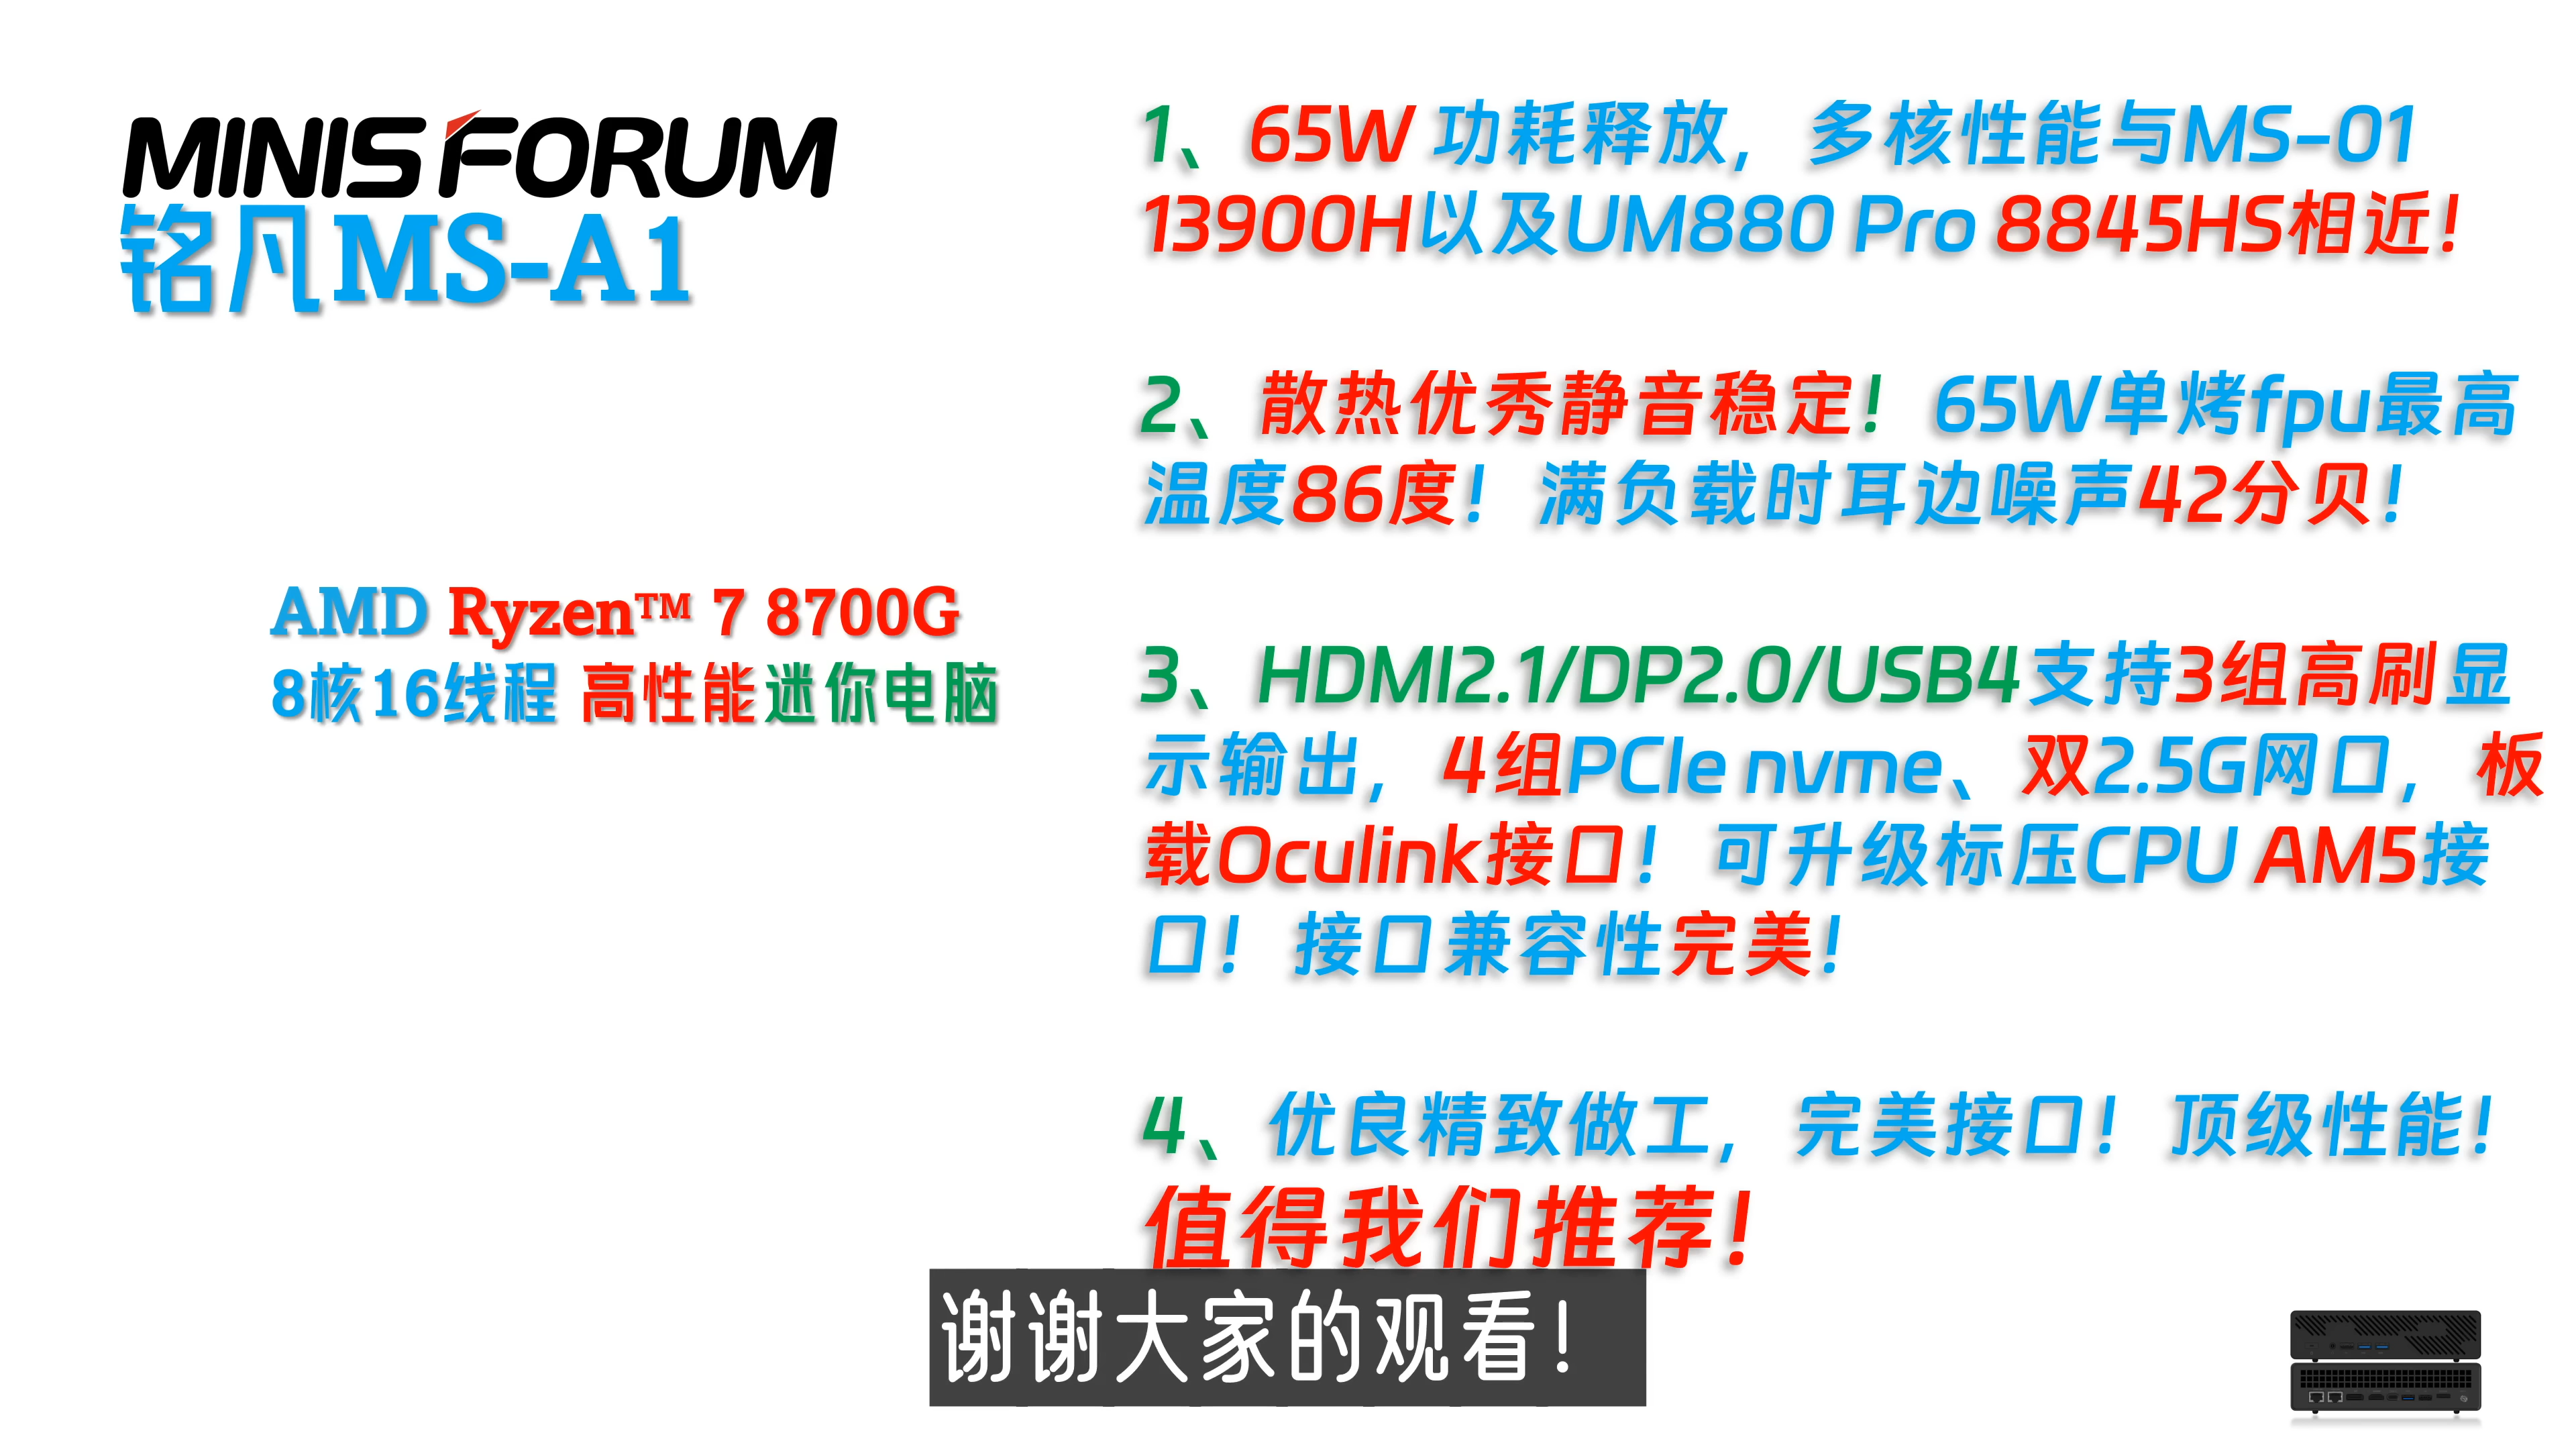 MINISFORUM
铭凡MS-A1
AMD Ryzen™ 7 8700G
8核16线程 高性能迷你电脑
1、65W 功耗释放，多核性能与MS-01
13900H以及UM880 Pro 8845HS相近！
2、散热优秀静音稳定！65W单烤fpu最高
温度86度！满负载时耳边噪声42分贝！
3、HDMI2.1/DP2.0/USB4支持3组高刷显
示输出，4组PCIe nvme、双2.5G网口，板
载Oculink接口！可升级标压CPU AM5接
口！接口兼容性完美！
4、优良精致做工，完美接口！顶级性能！
值得我们推荐！
谢谢大家的观看！